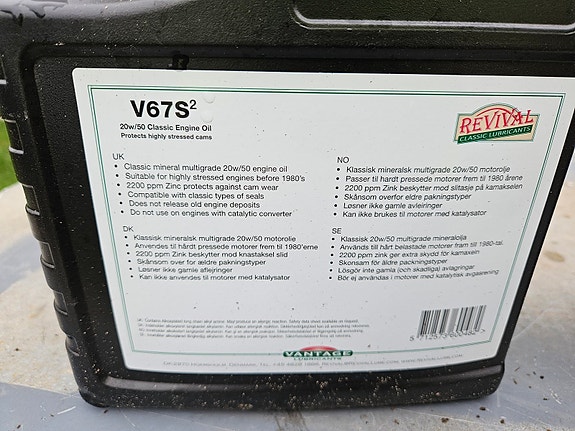 V67S²
20w/50 Classic Engine Oil
Protects highly stressed cams
REVIVAL
CLASSIC LUBRICANTS
UK
• Classic mineral multigrade 20w/50 engine oil
• Suitable for highly stressed engines before 1980's
• 2200 ppm Zinc protects against cam wear
• Compatible with classic types of seals
• Does not release old engine deposits
• Do not use on engines with catalytic converter
NO
• Klassisk mineralsk multigrade 20w/50 motorolje
• Passer til hardt pressede motorer frem til 1980 årene
• 2200 ppm Zink beskytter mod slitasje på kamakselen
• Skånsom overfor eldre pakningstyper
• Løsner ikke gamle avleiringer
• Kan ikke brukes til motorer med katalysator
DK
• Klassisk mineralsk multigrade 20w/50 motorolie
• Anvendes til hårdt pressede motorer frem til 1980'erne
• 2200 ppm Zink beskytter mod knastaksel slid
• Skånsom over for ældre pakningstyper
• Løsner ikke gamle aflejringer
• Kan ikke anvendes til motorer med katalysator
SE
• Klassisk 20w/50 multigrade mineralolja
• Används till hårt belastade motorer fram till 1980-tal.
• 2200 ppm zink ger extra skydd för kamaxeln
• Skonsam för äldre packningstyper
• Lösgör inte gamla (och skadliga) avlagringar
• Bör ej användas i motorer med katalytisk avgasrening
VANTAGE
LUBRICANTS